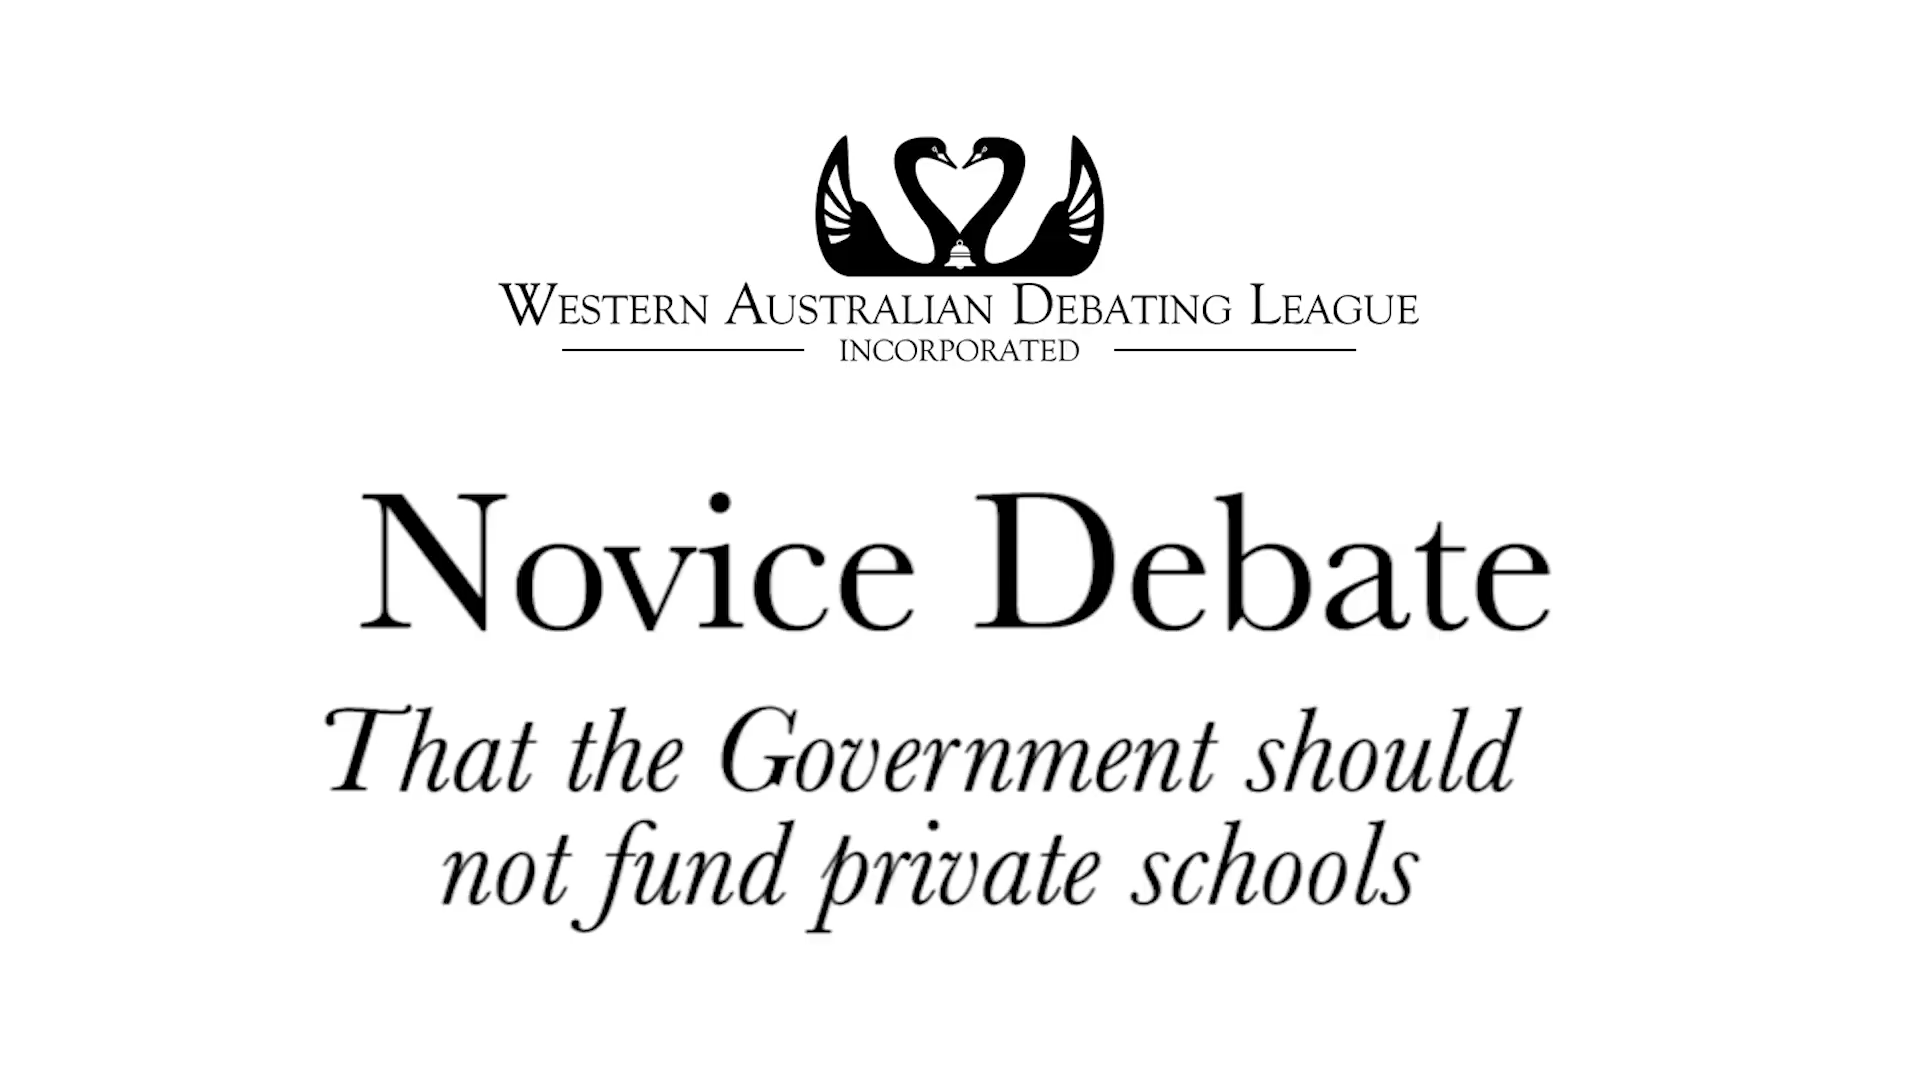 Western Australian Debating League
Incorporated
Novice Debate
That the Government should
not fund private schools